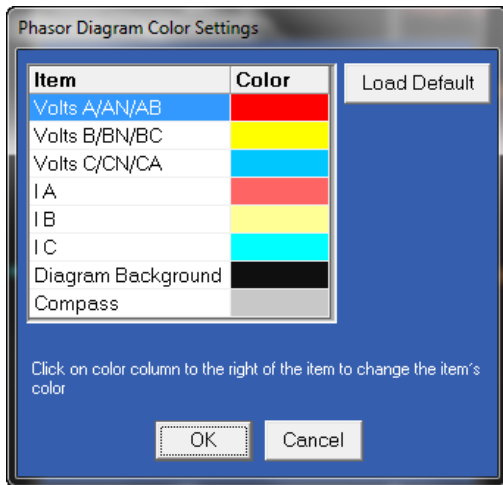 Phasor Diagram Color Settings
Item Color
Load Default
Volts A/AN/AB
Volts B/BN/BC
Volts C/CN/CA
I A
I B
I C
Diagram Background
Compass
Click on color column to the right of the item to change the item's
color
OK Cancel